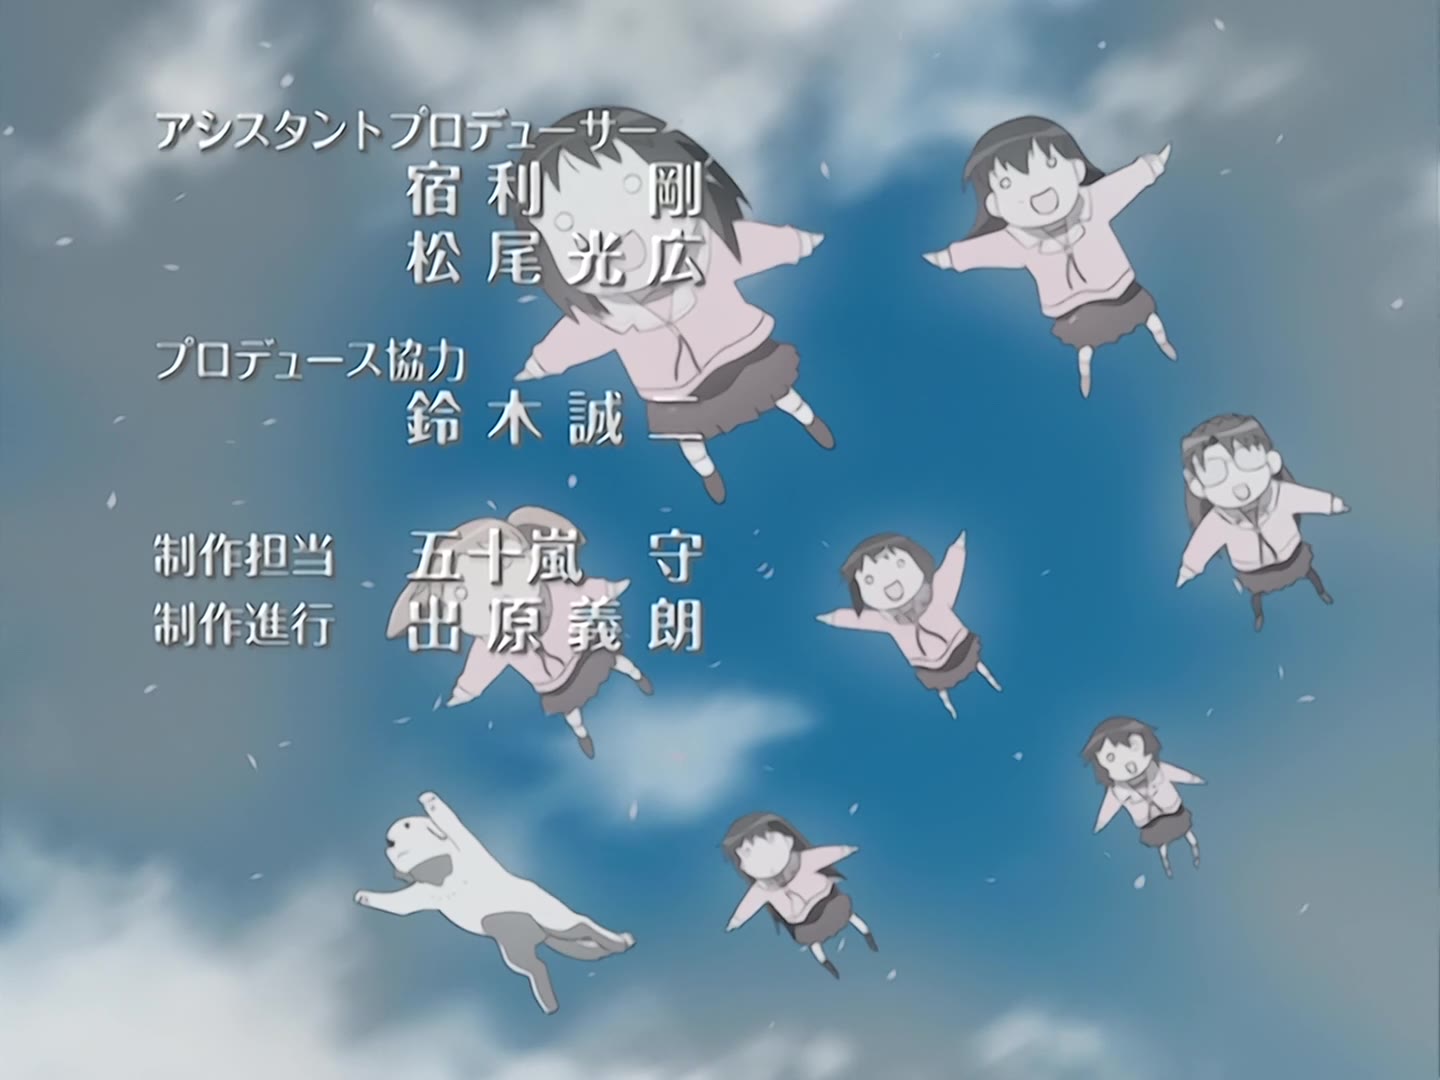 アシスタントプロデューサー
宿利 剛
松尾光広
プロデュース協力
鈴木誠二
制作担当 五十嵐 守
制作進行 出原義朗